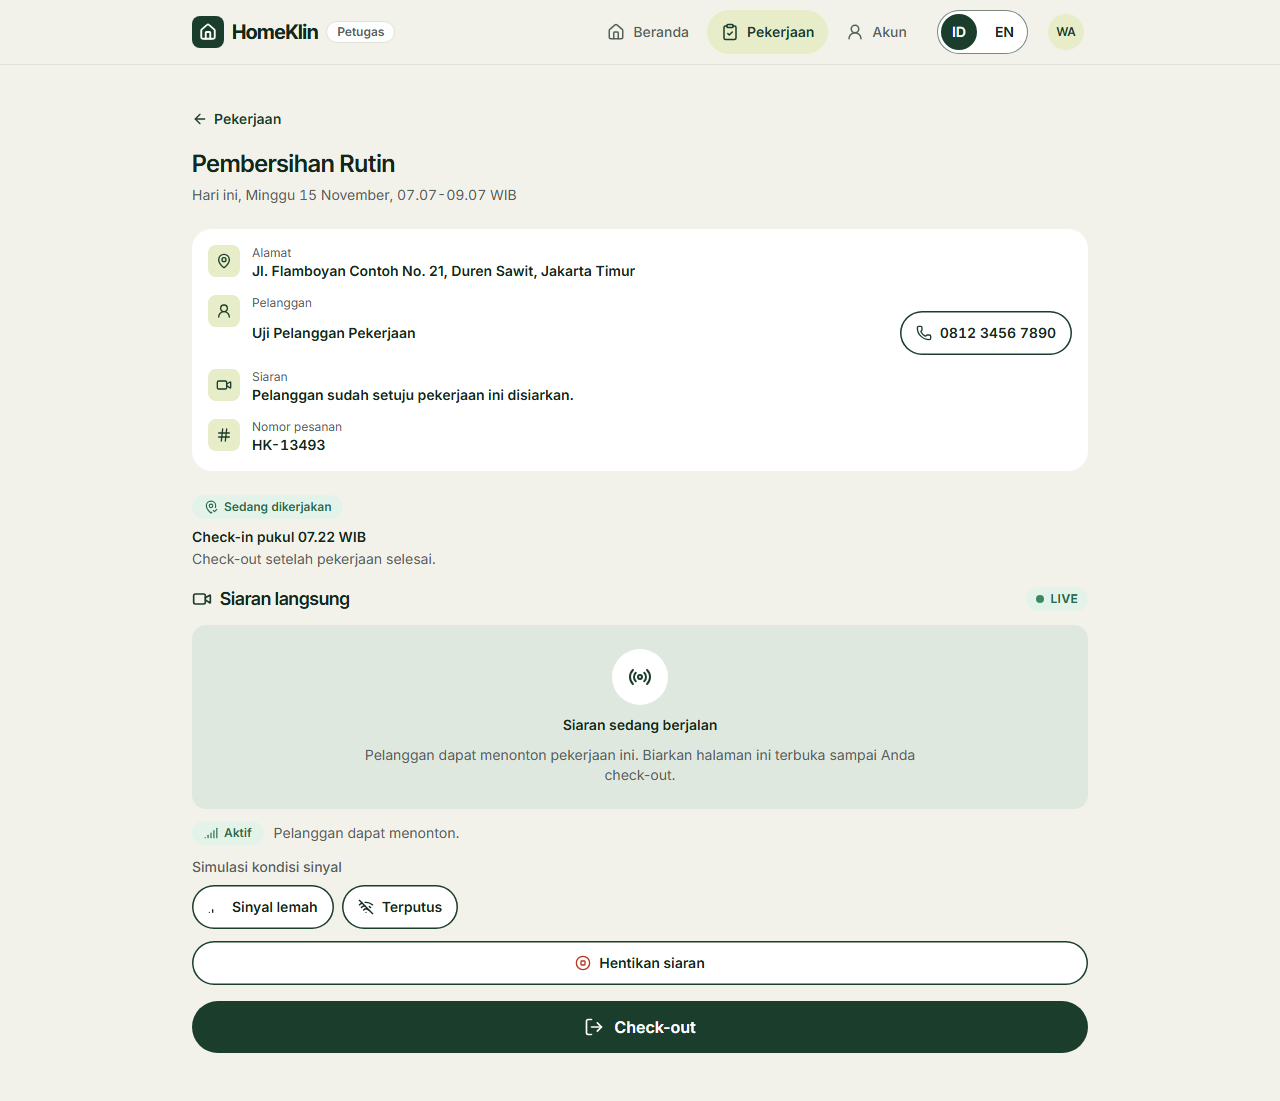 HomeKlin
Petugas
Beranda
Pekerjaan
Akun
ID
EN
WA
Pekerjaan
Pembersihan Rutin
Hari ini, Minggu 15 November, 07.07-09.07 WIB
Alamat
Jl. Flamboyan Contoh No. 21, Duren Sawit, Jakarta Timur
Pelanggan
Uji Pelanggan Pekerjaan
0812 3456 7890
Siaran
Pelanggan sudah setuju pekerjaan ini disiarkan.
Nomor pesanan
HK-13493
Sedang dikerjakan
Check-in pukul 07.22 WIB
Check-out setelah pekerjaan selesai.
Siaran langsung
LIVE
Siaran sedang berjalan
Pelanggan dapat menonton pekerjaan ini. Biarkan halaman ini terbuka sampai Anda
check-out.
Aktif
Pelanggan dapat menonton.
Simulasi kondisi sinyal
Sinyal lemah
Terputus
Hentikan siaran
Check-out